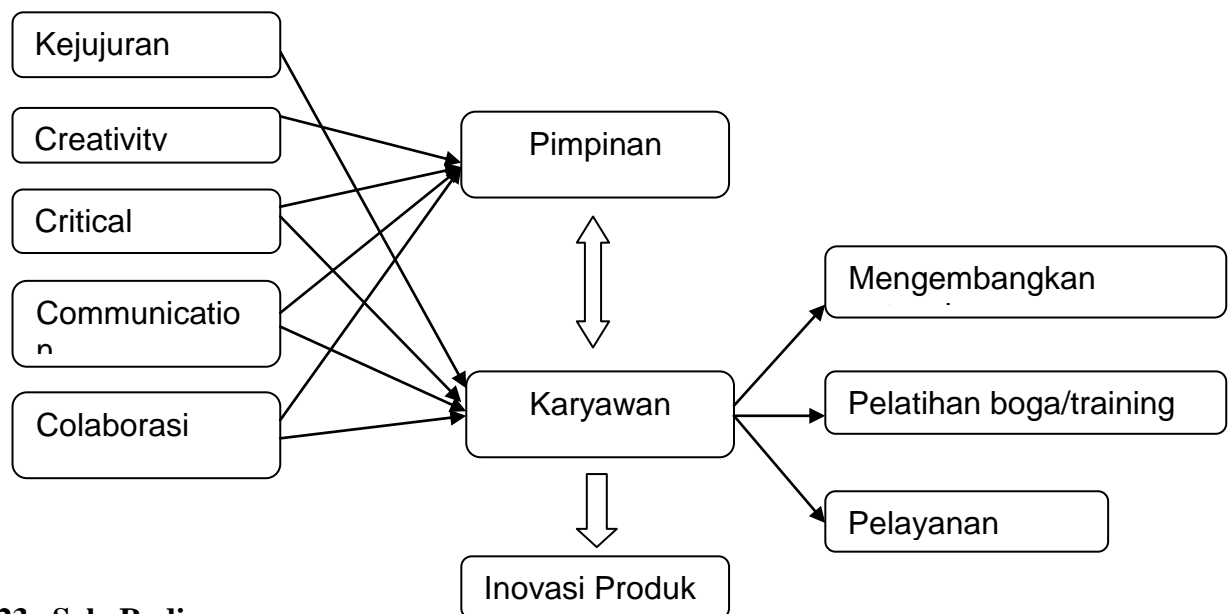 Kejujuran
Creativity
Critical
Communicatio
n
Colaborasi
Pimpinan
Karyawan
Inovasi Produk
Mengembangkan
Pelatihan boga/training
Pelayanan